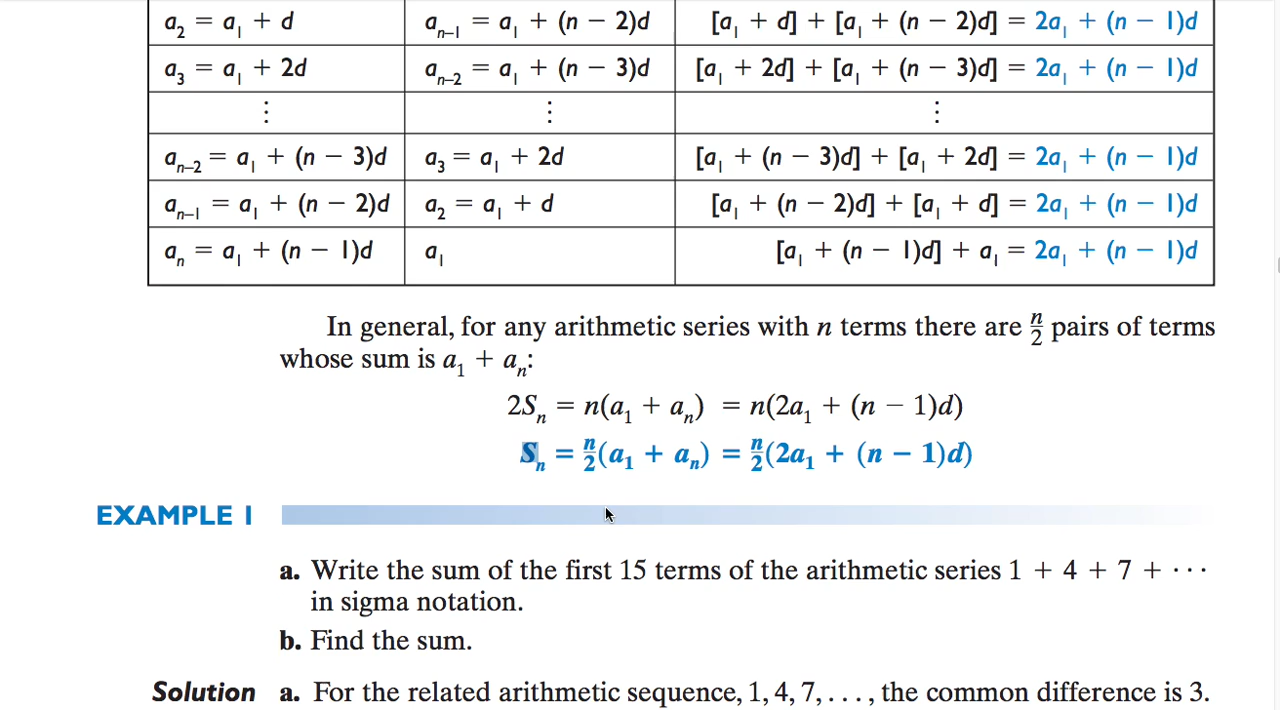 a₂ = a₁ + d    aₙ₋₁ = a₁ + (n − 2)d    [a₁ + d] + [a₁ + (n − 2)d] = 2a₁ + (n − 1)d
a₃ = a₁ + 2d    aₙ₋₂ = a₁ + (n − 3)d    [a₁ + 2d] + [a₁ + (n − 3)d] = 2a₁ + (n − 1)d
⋮    ⋮    ⋮
aₙ₋₂ = a₁ + (n − 3)d    a₃ = a₁ + 2d    [a₁ + (n − 3)d] + [a₁ + 2d] = 2a₁ + (n − 1)d
aₙ₋₁ = a₁ + (n − 2)d    a₂ = a₁ + d    [a₁ + (n − 2)d] + [a₁ + d] = 2a₁ + (n − 1)d
aₙ = a₁ + (n − 1)d    a₁    [a₁ + (n − 1)d] + a₁ = 2a₁ + (n − 1)d
In general, for any arithmetic series with n terms there are n/2 pairs of terms
whose sum is a₁ + aₙ:
2Sₙ = n(a₁ + aₙ) = n(2a₁ + (n − 1)d)
Sₙ = n/2(a₁ + aₙ) = n/2(2a₁ + (n − 1)d)
EXAMPLE 1
a. Write the sum of the first 15 terms of the arithmetic series 1 + 4 + 7 + ⋯
in sigma notation.
b. Find the sum.
Solution a. For the related arithmetic sequence, 1, 4, 7, . . . , the common difference is 3.